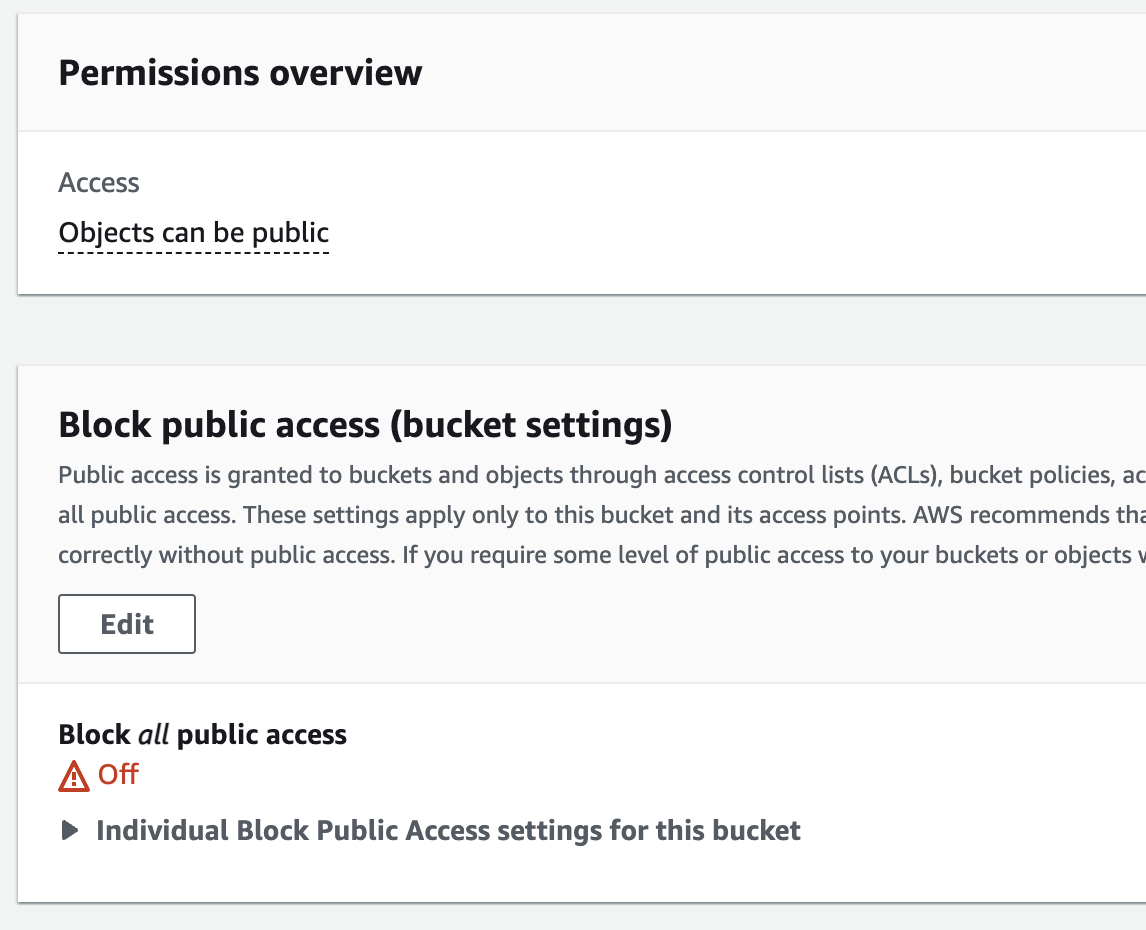 Permissions overview
Access
Objects can be public
Block public access (bucket settings)
Public access is granted to buckets and objects through access control lists (ACLs), bucket policies, ac
all public access. These settings apply only to this bucket and its access points. AWS recommends tha
correctly without public access. If you require some level of public access to your buckets or objects w
Edit
Block all public access
Off
Individual Block Public Access settings for this bucket